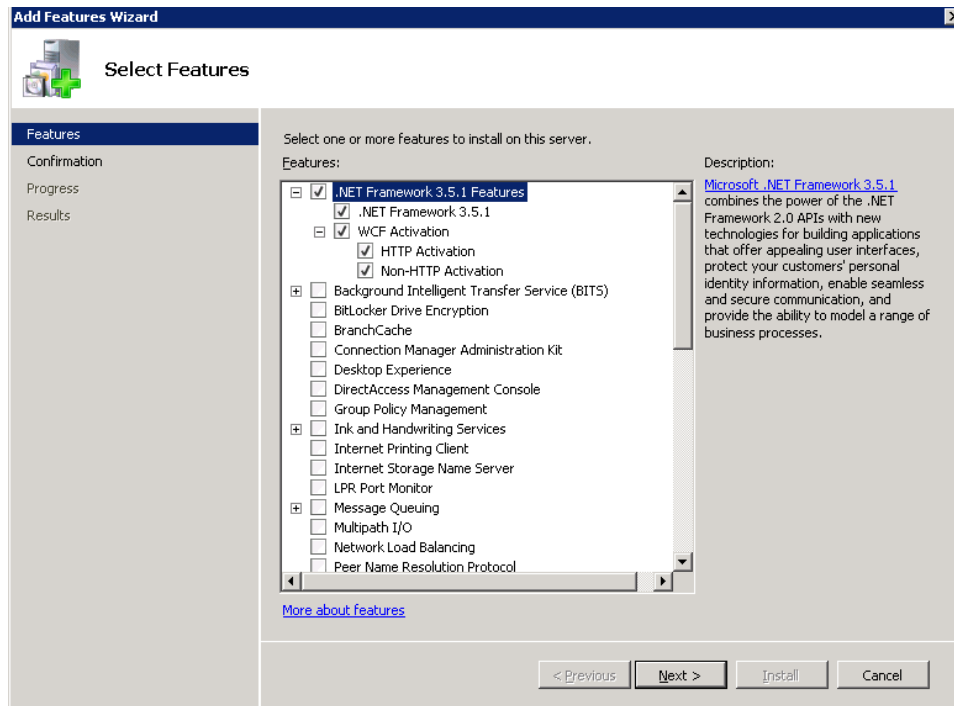 Add Features Wizard
Select Features
Features
Confirmation
Progress
Results
Select one or more features to install on this server.
Features:
.NET Framework 3.5.1 Features
.NET Framework 3.5.1
WCF Activation
HTTP Activation
Non-HTTP Activation
Background Intelligent Transfer Service (BITS)
BitLocker Drive Encryption
BranchCache
Connection Manager Administration Kit
Desktop Experience
DirectAccess Management Console
Group Policy Management
Ink and Handwriting Services
Internet Printing Client
Internet Storage Name Server
LPR Port Monitor
Message Queuing
Multipath I/O
Network Load Balancing
Peer Name Resolution Protocol
More about features
Description:
Microsoft .NET Framework 3.5.1
combines the power of the .NET
Framework 2.0 APIs with new
technologies for building applications
that offer appealing user interfaces,
protect your customers' personal
identity information, enable seamless
and secure communication, and
provide the ability to model a range of
business processes.
< Previous
Next >
Install
Cancel